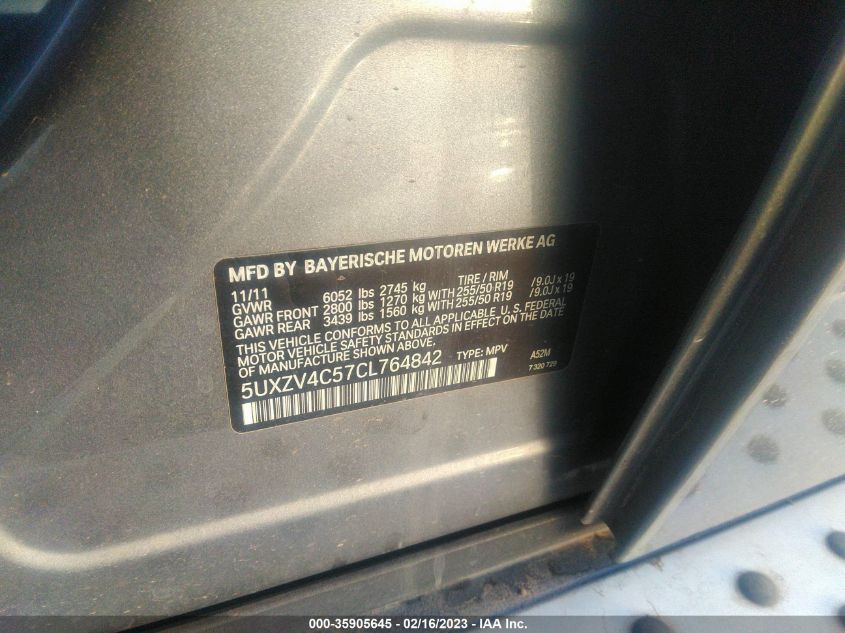 MFD BY BAYERISCHE MOTOREN WERKE AG
11/11 TIRE / RIM
GVWR 6052 lbs 2745 kg
GAWR FRONT 2800 lbs 1270 kg WITH 255/50 R19 /9.0J x 19
GAWR REAR 3439 lbs 1560 kg WITH 255/50 R19 /9.0J x 19
THIS VEHICLE CONFORMS TO ALL APPLICABLE U.S. FEDERAL
MOTOR VEHICLE SAFETY STANDARDS IN EFFECT ON THE DATE
OF MANUFACTURE SHOWN ABOVE.
5UXZV4C57CL764842 TYPE: MPV A52M
7 320 729
000-35905645 - 02/16/2023 - © IAA Inc.